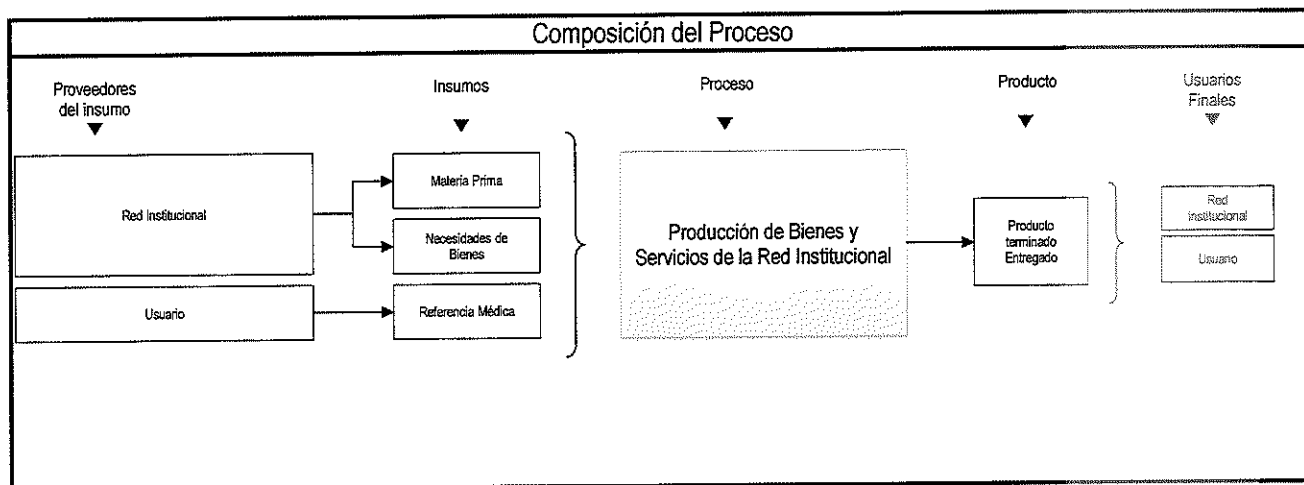 Composición del Proceso
Proveedores
del insumo
Insumos
Proceso
Producto
Usuarios
Finales
Red Institucional
Materia Prima
Necesidades de
Bienes
Usuario
Referencia Médica
Producción de Bienes y
Servicios de la Red Institucional
Producto
terminado
Entregado
Red
Institucional
Usuario